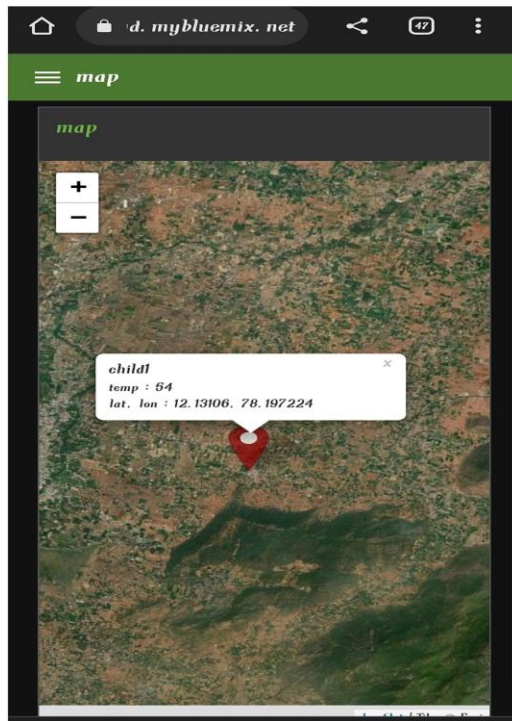 d. mybluemix. net
47
map
map
+
−
child1
x
temp : 54
lat, lon : 12.13106, 78.197224